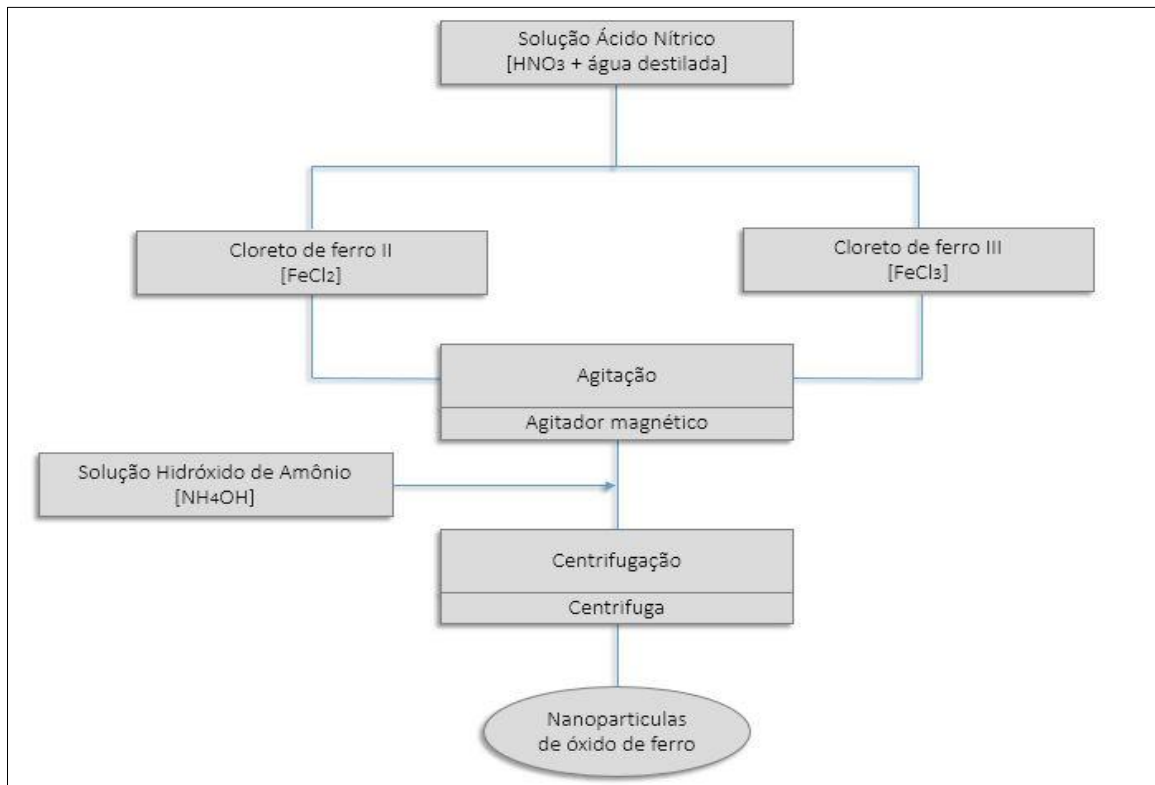 Solução Ácido Nítrico
[HNO₃ + água destilada]
Cloreto de ferro II
[FeCl₂]
Cloreto de ferro III
[FeCl₃]
Agitação
Agitador magnético
Solução Hidróxido de Amônio
[NH₄OH]
Centrifugação
Centrifuga
Nanoparticulas
de óxido de ferro